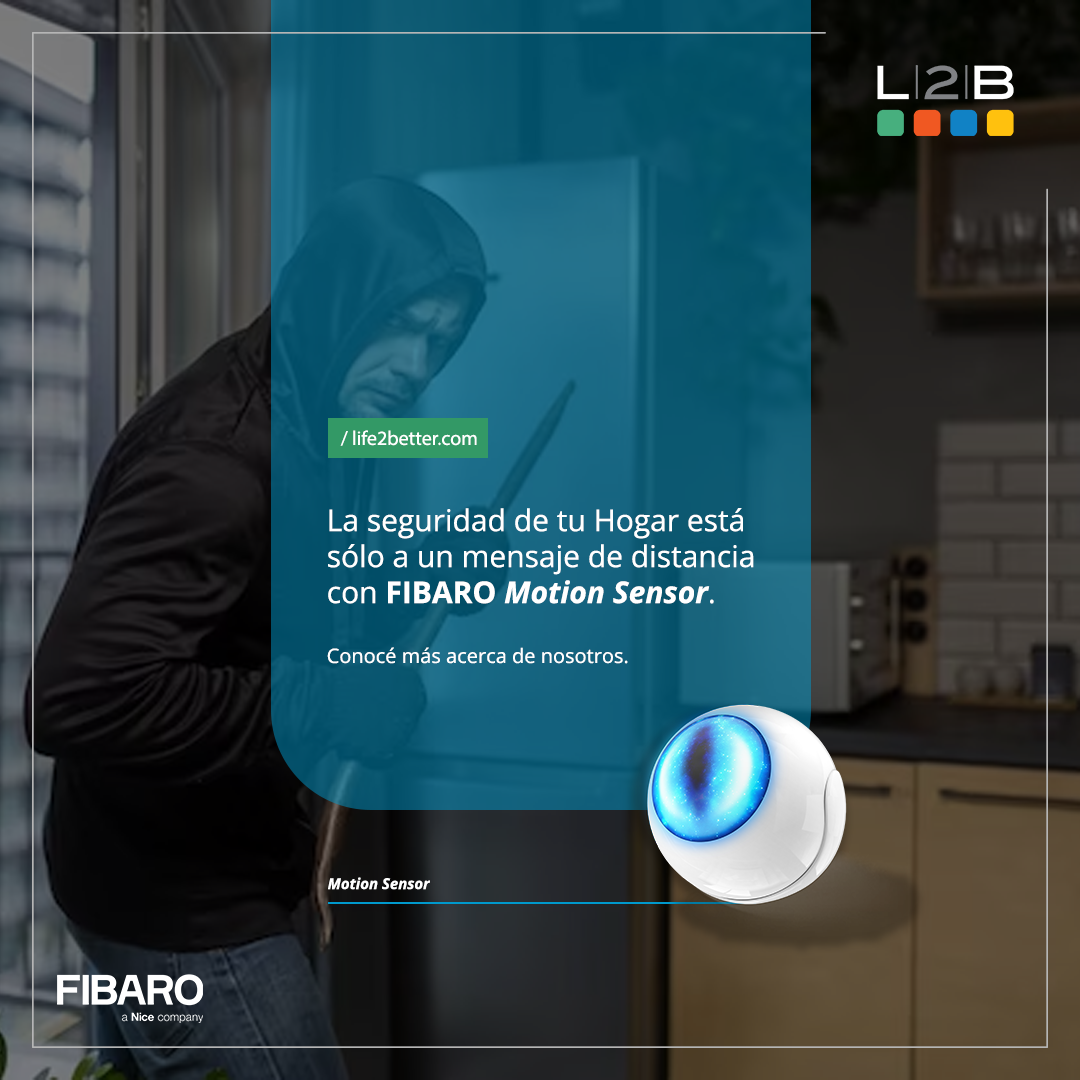 L|2|B
/ life2better.com
La seguridad de tu Hogar está
sólo a un mensaje de distancia
con FIBARO Motion Sensor.
Conocé más acerca de nosotros.
Motion Sensor
FIBARO
a Nice company